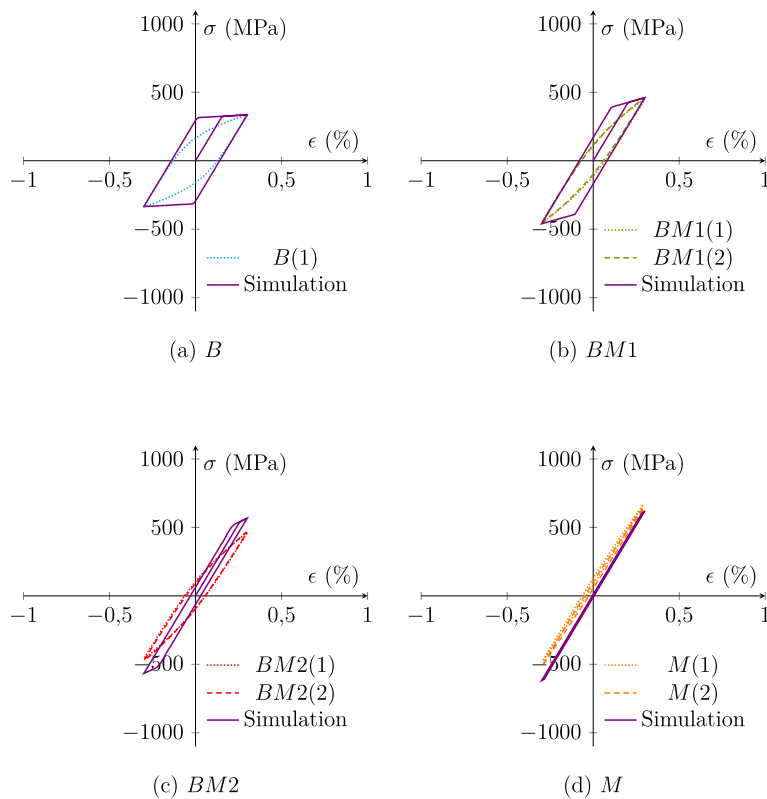 1000
σ (MPa)
500
ϵ (%)
−1
−0,5
0,5
1
−500
B(1)
Simulation
−1000
(a) B
1000
σ (MPa)
500
ϵ (%)
−1
−0,5
0,5
1
−500
BM1(1)
BM1(2)
Simulation
−1000
(b) BM1
1000
σ (MPa)
500
ϵ (%)
−1
−0,5
0,5
1
−500
BM2(1)
BM2(2)
Simulation
−1000
(c) BM2
1000
σ (MPa)
500
ϵ (%)
−1
−0,5
0,5
1
−500
M(1)
M(2)
Simulation
−1000
(d) M